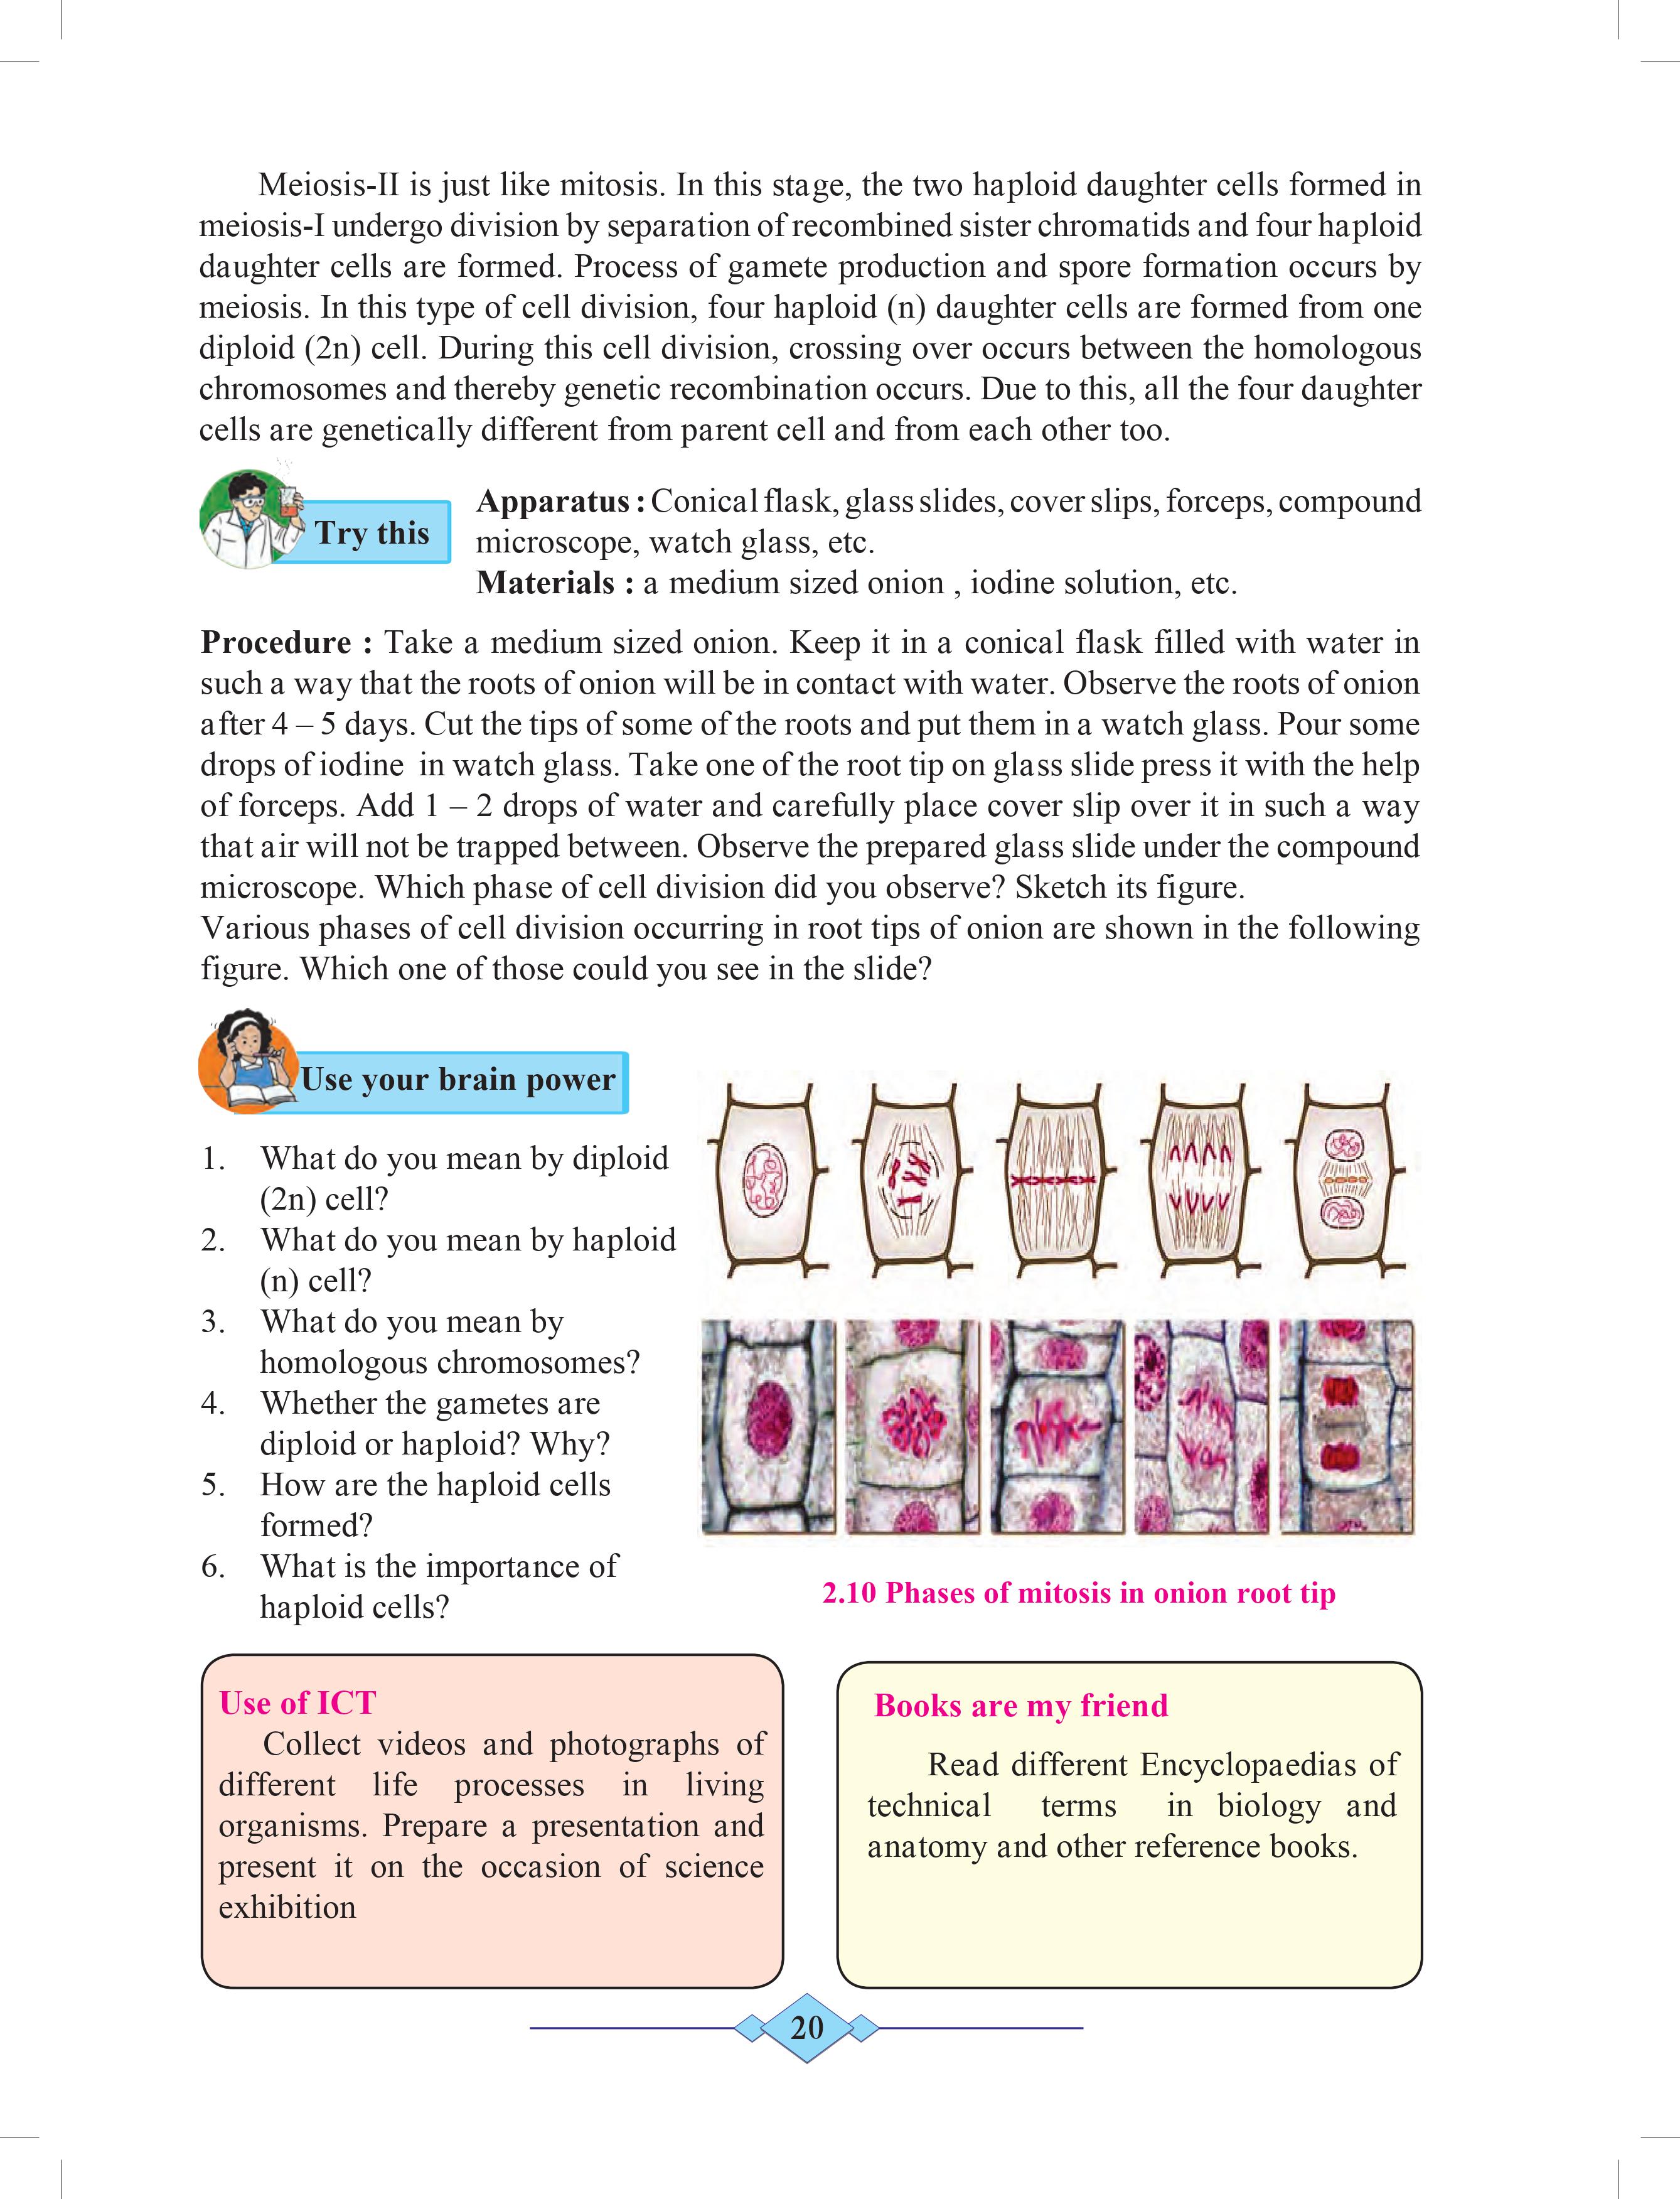 Meiosis-II is just like mitosis. In this stage, the two haploid daughter cells formed in
meiosis-I undergo division by separation of recombined sister chromatids and four haploid
daughter cells are formed. Process of gamete production and spore formation occurs by
meiosis. In this type of cell division, four haploid (n) daughter cells are formed from one
diploid (2n) cell. During this cell division, crossing over occurs between the homologous
chromosomes and thereby genetic recombination occurs. Due to this, all the four daughter
cells are genetically different from parent cell and from each other too.
Try this
Apparatus : Conical flask, glass slides, cover slips, forceps, compound
microscope, watch glass, etc.
Materials : a medium sized onion , iodine solution, etc.
Procedure : Take a medium sized onion. Keep it in a conical flask filled with water in
such a way that the roots of onion will be in contact with water. Observe the roots of onion
after 4 – 5 days. Cut the tips of some of the roots and put them in a watch glass. Pour some
drops of iodine in watch glass. Take one of the root tip on glass slide press it with the help
of forceps. Add 1 – 2 drops of water and carefully place cover slip over it in such a way
that air will not be trapped between. Observe the prepared glass slide under the compound
microscope. Which phase of cell division did you observe? Sketch its figure.
Various phases of cell division occurring in root tips of onion are shown in the following
figure. Which one of those could you see in the slide?
Use your brain power
1. What do you mean by diploid
(2n) cell?
2. What do you mean by haploid
(n) cell?
3. What do you mean by
homologous chromosomes?
4. Whether the gametes are
diploid or haploid? Why?
5. How are the haploid cells
formed?
6. What is the importance of
haploid cells?
2.10 Phases of mitosis in onion root tip
Use of ICT
Collect videos and photographs of
different life processes in living
organisms. Prepare a presentation and
present it on the occasion of science
exhibition
Books are my friend
Read different Encyclopaedias of
technical terms in biology and
anatomy and other reference books.
20